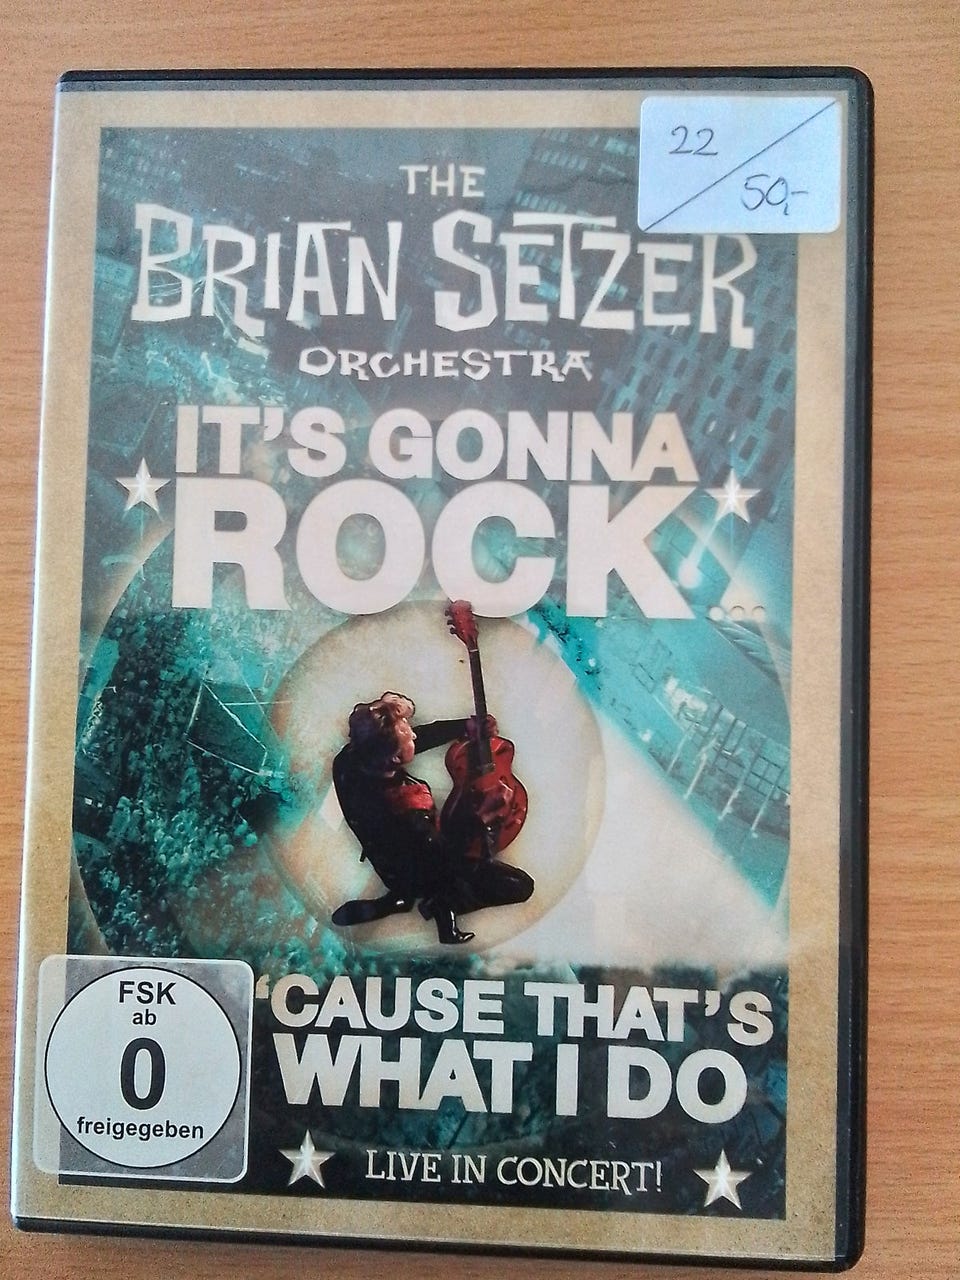 22
50,-
THE
BRIAN SETZER
ORCHESTRA
IT'S GONNA
ROCK...
'CAUSE THAT'S
WHAT I DO
LIVE IN CONCERT!
FSK
ab
0
freigegeben